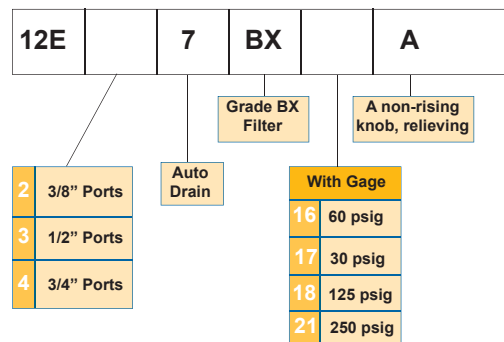 12E 7 BX A
Grade BX
Filter
A non-rising
knob, relieving
Auto
Drain
2 3/8” Ports
3 1/2” Ports
4 3/4” Ports
With Gage
16 60 psig
17 30 psig
18 125 psig
21 250 psig